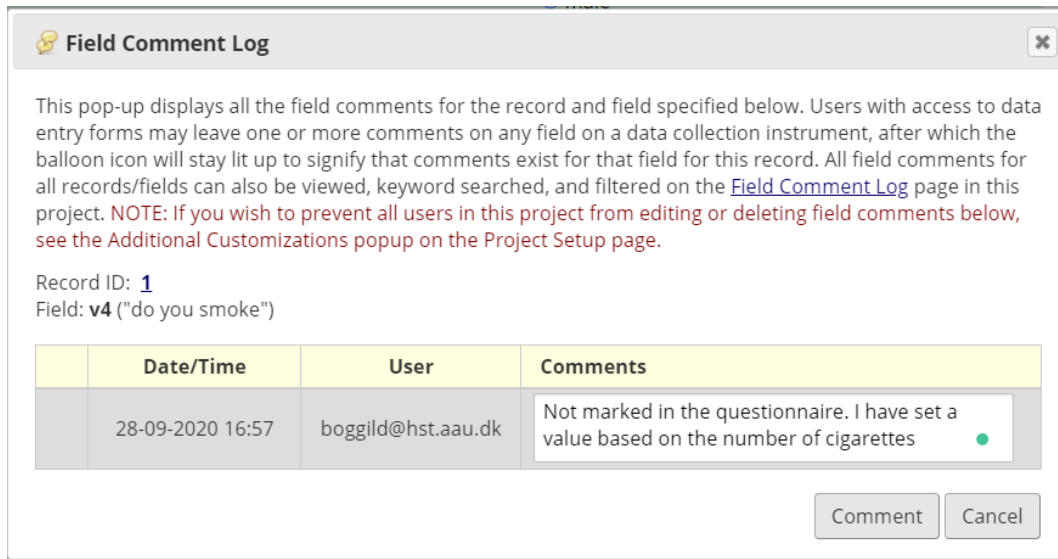 Field Comment Log
This pop-up displays all the field comments for the record and field specified below. Users with access to data
entry forms may leave one or more comments on any field on a data collection instrument, after which the
balloon icon will stay lit up to signify that comments exist for that field for this record. All field comments for
all records/fields can also be viewed, keyword searched, and filtered on the Field Comment Log page in this
project. NOTE: If you wish to prevent all users in this project from editing or deleting field comments below,
see the Additional Customizations popup on the Project Setup page.
Record ID: 1
Field: v4 ("do you smoke")
Date/Time User Comments
28-09-2020 16:57 boggild@hst.aau.dk Not marked in the questionnaire. I have set a
value based on the number of cigarettes
Comment Cancel